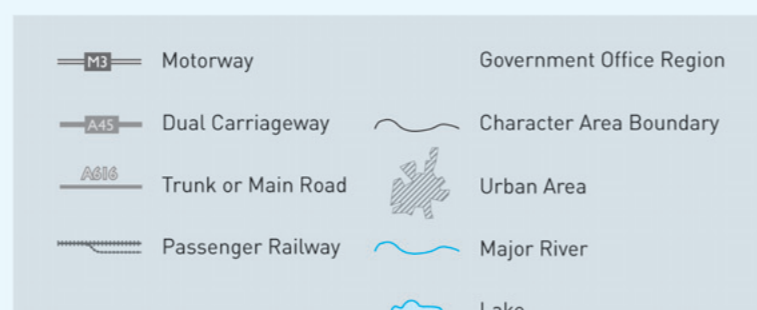 M3 Motorway
Government Office Region
A45 Dual Carriageway
Character Area Boundary
A616 Trunk or Main Road
Urban Area
Passenger Railway
Major River
Lake